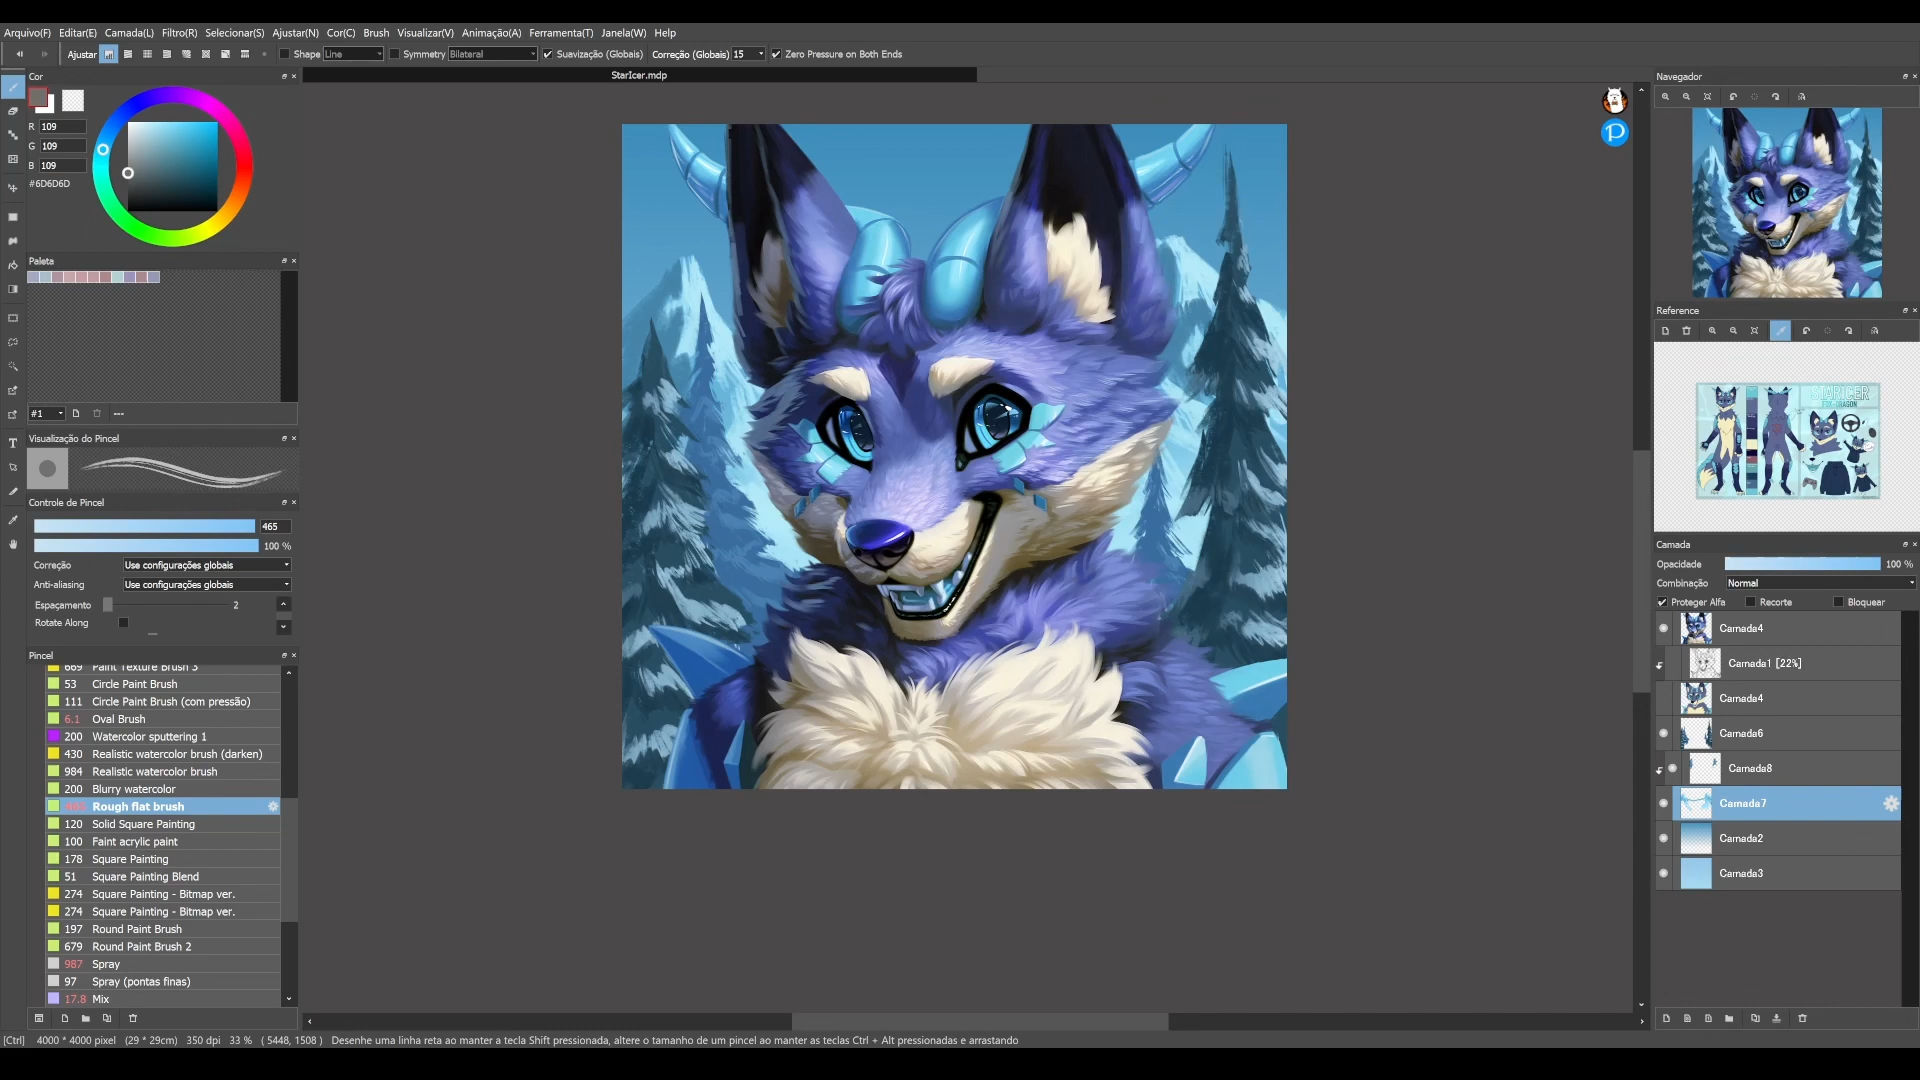 Arquivo(F) Editar(E) Camada(L) Filtro(R) Selecionar(S) Ajustar(N) Cor(C) Brush Visualizar(V) Animação(A) Ferramenta(T) Janela(W) Help
Ajustar Shape Line Symmetry Bilateral Suavização (Globais) Correção (Globais) 15 Zero Pressure on Both Ends
Cor
StarIcer.mdp
Navegador
R 109
G 109
B 109
#6D6D6D
Paleta
#1 ---
Visualização do Pincel
Controle de Pincel
465
100 %
Correção Use configurações globais
Anti-aliasing Use configurações globais
Espaçamento 2
Rotate Along
Pincel
669 Paint Texture Brush 3
53 Circle Paint Brush
111 Circle Paint Brush (com pressão)
6.1 Oval Brush
200 Watercolor sputtering 1
430 Realistic watercolor brush (darken)
984 Realistic watercolor brush
200 Blurry watercolor
Rough flat brush
120 Solid Square Painting
100 Faint acrylic paint
178 Square Painting
51 Square Painting Blend
274 Square Painting - Bitmap ver.
274 Square Painting - Bitmap ver.
197 Round Paint Brush
679 Round Paint Brush 2
987 Spray
97 Spray (pontas finas)
17.8 Mix
Reference
STARICER
Camada
Opacidade 100 %
Combinação Normal
Proteger Alfa Recorte Bloquear
Camada4
Camada1 [22%]
Camada4
Camada6
Camada8
Camada7
Camada2
Camada3
[Ctrl] 4000 * 4000 pixel (29 * 29cm) 350 dpi 33 % ( 5448, 1508 ) Desenhe uma linha reta ao manter a tecla Shift pressionada, altere o tamanho de um pincel ao manter as teclas Ctrl + Alt pressionadas e arrastando